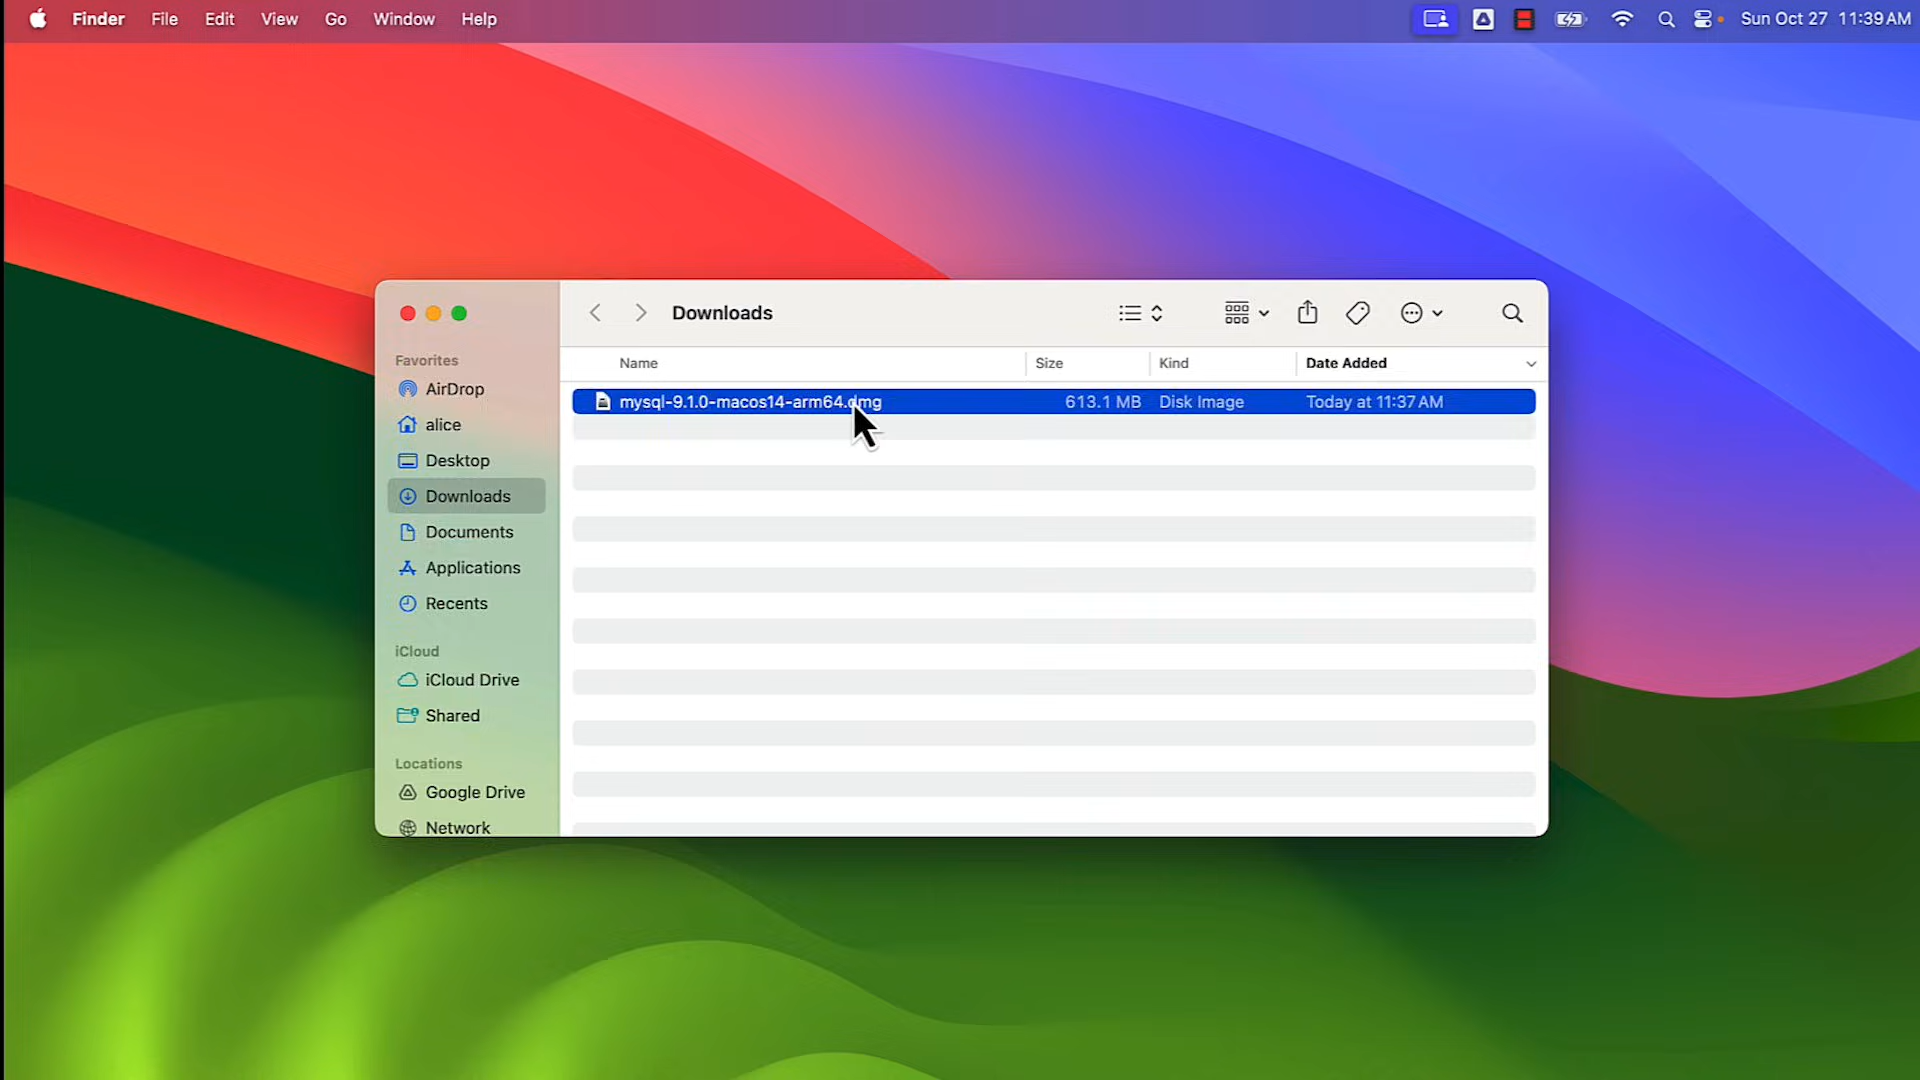 Finder File Edit View Go Window Help Sun Oct 27 11:39 AM
Downloads
Favorites
AirDrop
alice
Desktop
Downloads
Documents
Applications
Recents
iCloud
iCloud Drive
Shared
Locations
Google Drive
Network
Name Size Kind Date Added
mysql-9.1.0-macos14-arm64.dmg 613.1 MB Disk Image Today at 11:37 AM